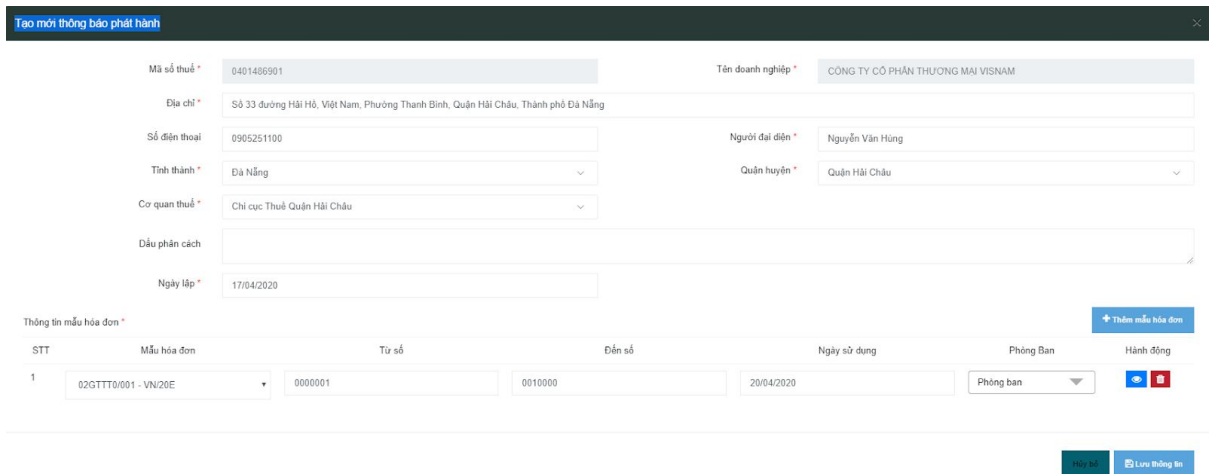 Tạo mới thông báo phát hành
Mã số thuế * 0401486901 Tên doanh nghiệp * CÔNG TY CỔ PHẦN THƯƠNG MẠI VISNAM
Địa chỉ * Số 33 đường Hải Hồ, Việt Nam, Phường Thanh Bình, Quận Hải Châu, Thành phố Đà Nẵng
Số điện thoại 0905251100 Người đại diện * Nguyễn Văn Hùng
Tỉnh thành * Đà Nẵng Quận huyện * Quận Hải Châu
Cơ quan thuế * Chi cục Thuế Quận Hải Châu
Dấu phân cách
Ngày lập * 17/04/2020
Thông tin mẫu hóa đơn * + Thêm mẫu hóa đơn
STT Mẫu hóa đơn Từ số Đến số Ngày sử dụng Phòng Ban Hành động
1 02GTTT0/001 - VN/20E 0000001 0010000 20/04/2020 Phòng ban
Hủy bỏ Lưu thông tin